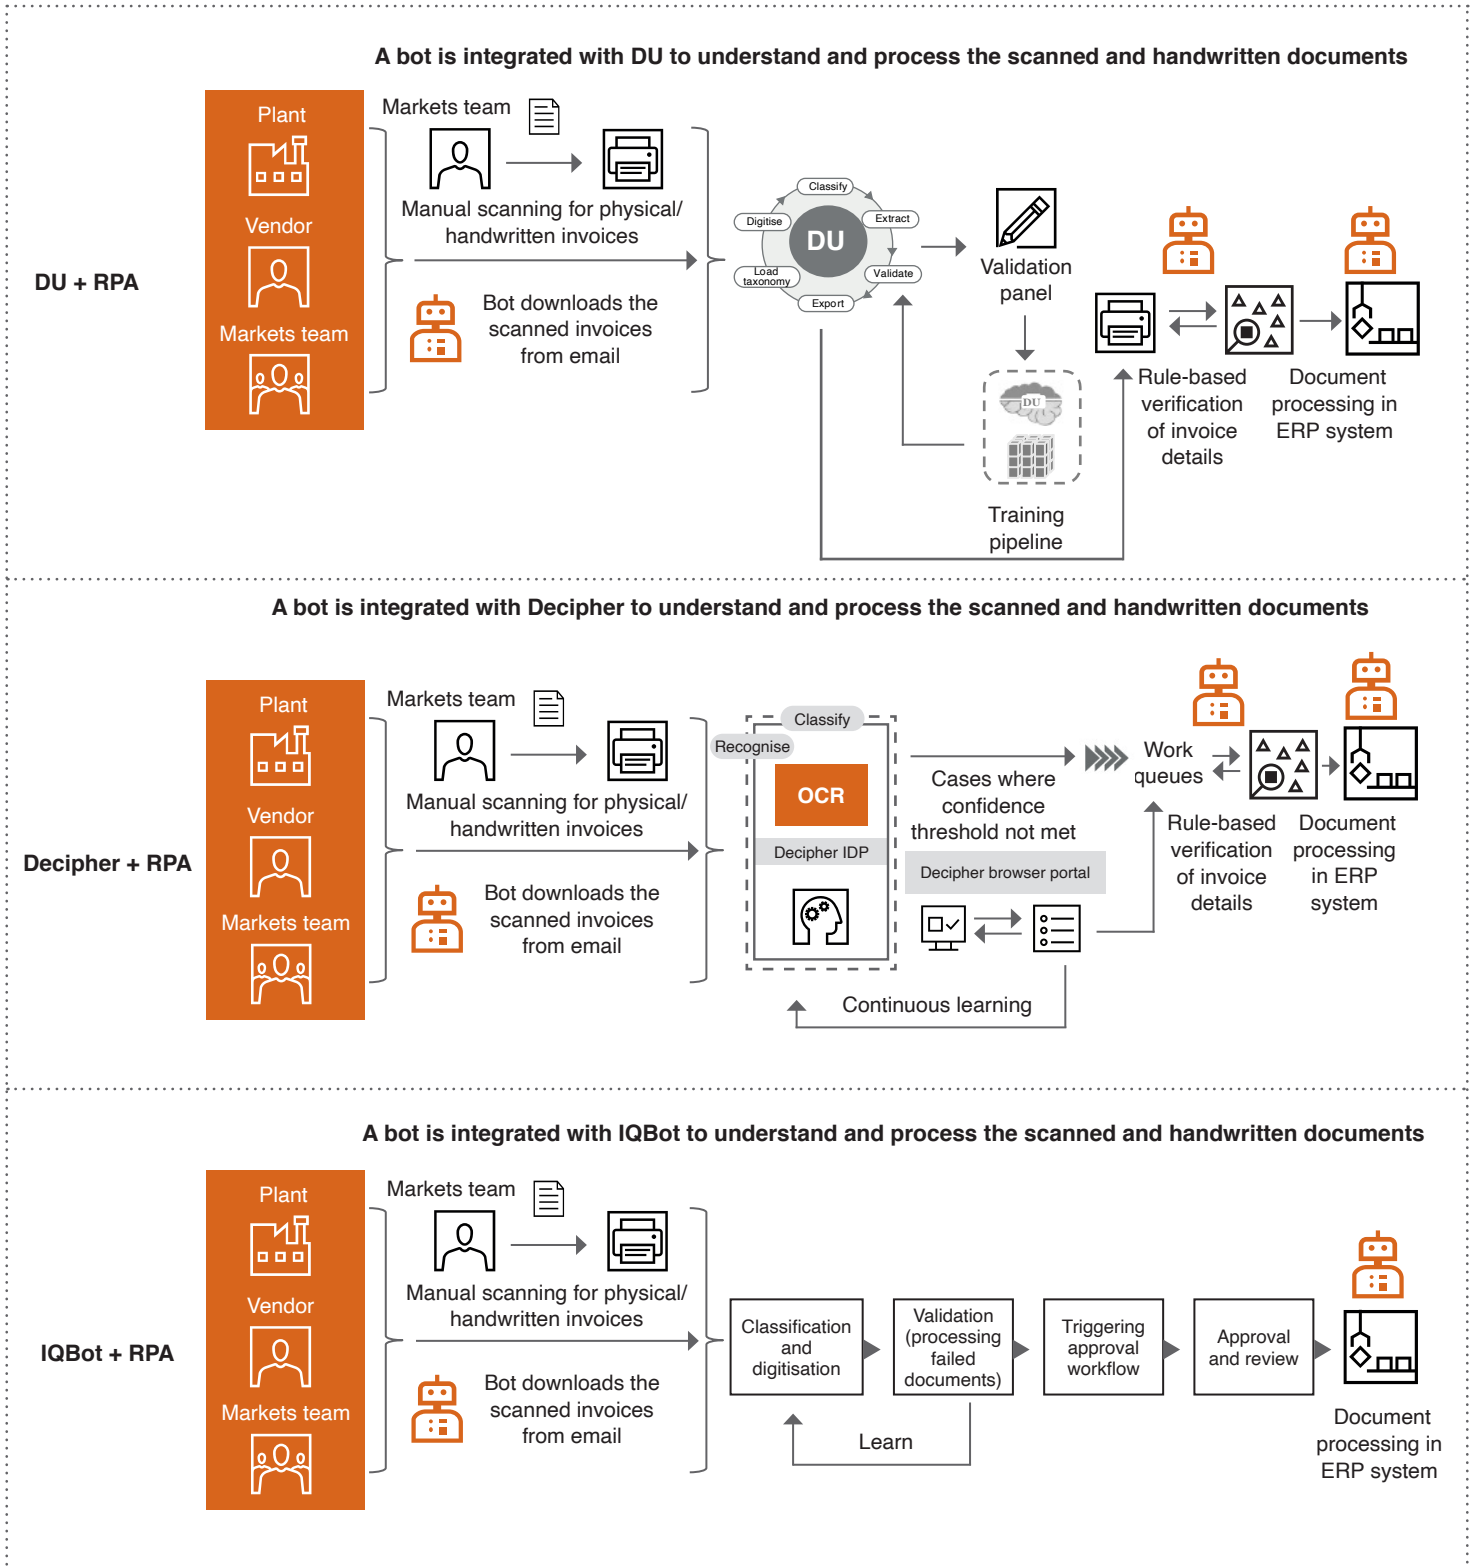 A bot is integrated with DU to understand and process the scanned and handwritten documents
DU + RPA
Plant
Vendor
Markets team
Markets team
Manual scanning for physical/
handwritten invoices
Bot downloads the
scanned invoices
from email
Classify
Digitise
Extract
DU
Load
taxonomy
Validate
Export
Validation
panel
DU
Training
pipeline
Rule-based
verification
of invoice
details
Document
processing in
ERP system
A bot is integrated with Decipher to understand and process the scanned and handwritten documents
Decipher + RPA
Plant
Vendor
Markets team
Markets team
Manual scanning for physical/
handwritten invoices
Bot downloads the
scanned invoices
from email
Classify
Recognise
OCR
Decipher IDP
Cases where
confidence
threshold not met
Decipher browser portal
Continuous learning
Work
queues
Rule-based
verification
of invoice
details
Document
processing
in ERP
system
A bot is integrated with IQBot to understand and process the scanned and handwritten documents
IQBot + RPA
Plant
Vendor
Markets team
Markets team
Manual scanning for physical/
handwritten invoices
Bot downloads the
scanned invoices
from email
Classification
and
digitisation
Validation
(processing
failed
documents)
Triggering
approval
workflow
Approval
and review
Learn
Document
processing in
ERP system